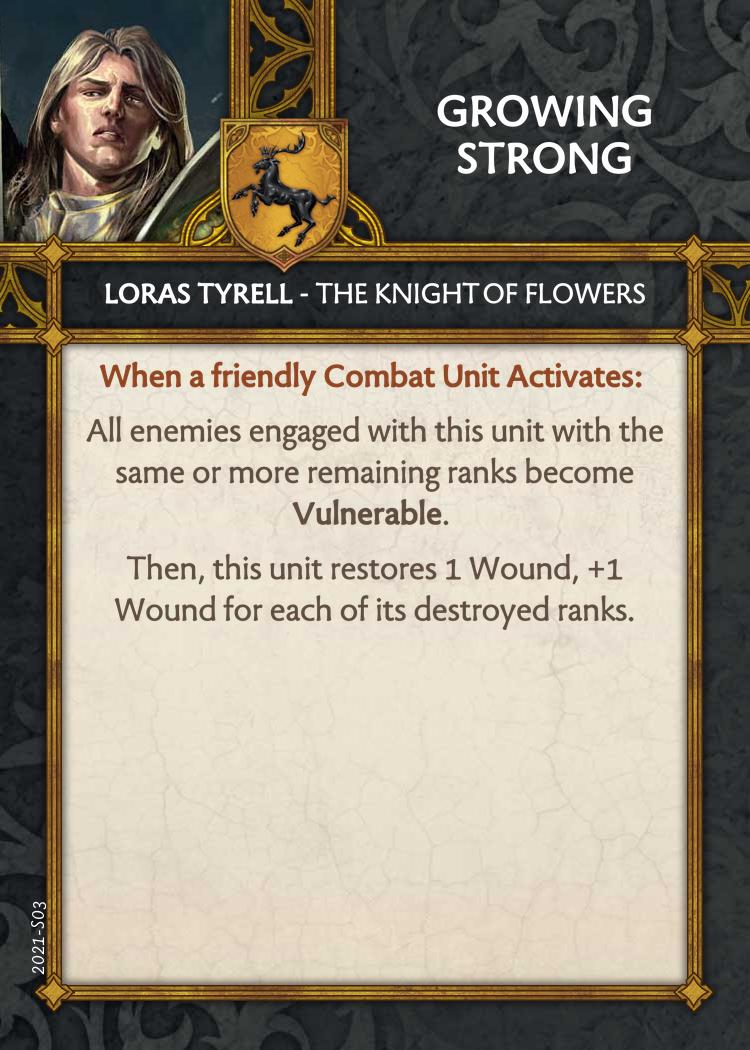 GROWING
STRONG
LORAS TYRELL - THE KNIGHT OF FLOWERS
When a friendly Combat Unit Activates:
All enemies engaged with this unit with the
same or more remaining ranks become
Vulnerable.
Then, this unit restores 1 Wound, +1
Wound for each of its destroyed ranks.
2021-S03